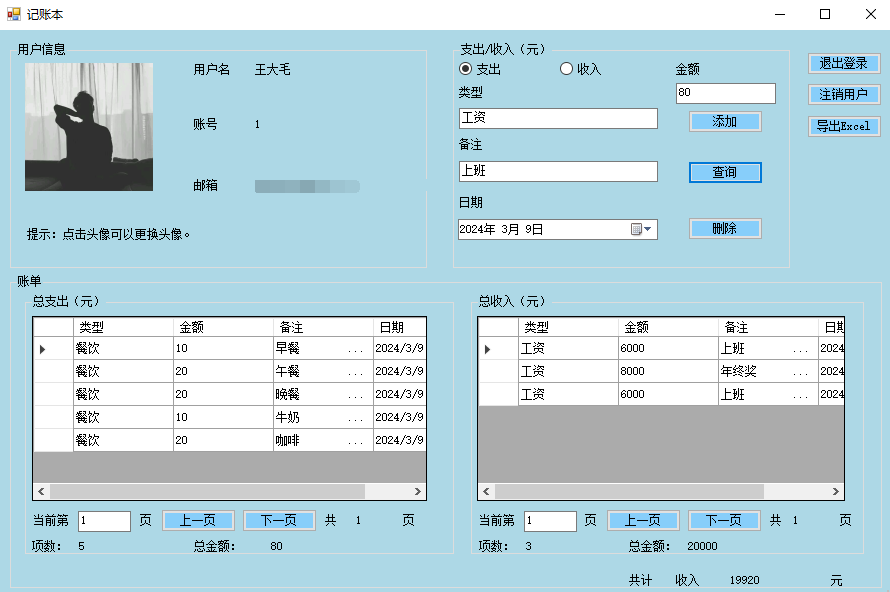 记账本
用户信息
用户名 王大毛
账号 1
邮箱
提示：点击头像可以更换头像。
支出/收入（元）
支出 收入 金额
类型 80
工资 添加
备注
上班 查询
日期
2024年 3月 9日 删除
退出登录
注销用户
导出Excel
账单
总支出（元）
类型 金额 备注 日期
餐饮 10 早餐 ... 2024/3/9
餐饮 20 午餐 ... 2024/3/9
餐饮 20 晚餐 ... 2024/3/9
餐饮 10 牛奶 ... 2024/3/9
餐饮 20 咖啡 ... 2024/3/9
当前第 1 页 上一页 下一页 共 1 页
项数： 5 总金额： 80
总收入（元）
类型 金额 备注 日期
工资 6000 上班 ... 2024
工资 8000 年终奖 ... 2024
工资 6000 上班 ... 2024
当前第 1 页 上一页 下一页 共 1 页
项数： 3 总金额： 20000
共计 收入 19920 元